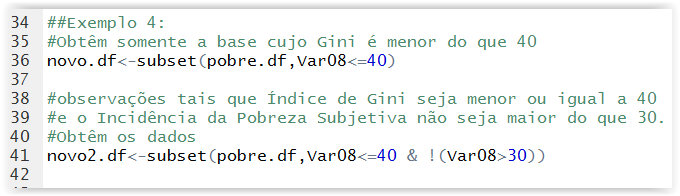 34 ##Exemplo 4:
35 #Obtêm somente a base cujo Gini é menor do que 40
36 novo.df<-subset(pobre.df,Var08<=40)
37
38 #observações tais que Índice de Gini seja menor ou igual a 40
39 #e o Incidência da Pobreza Subjetiva não seja maior do que 30.
40 #Obtêm os dados
41 novo2.df<-subset(pobre.df,Var08<=40 & !(Var08>30))
42